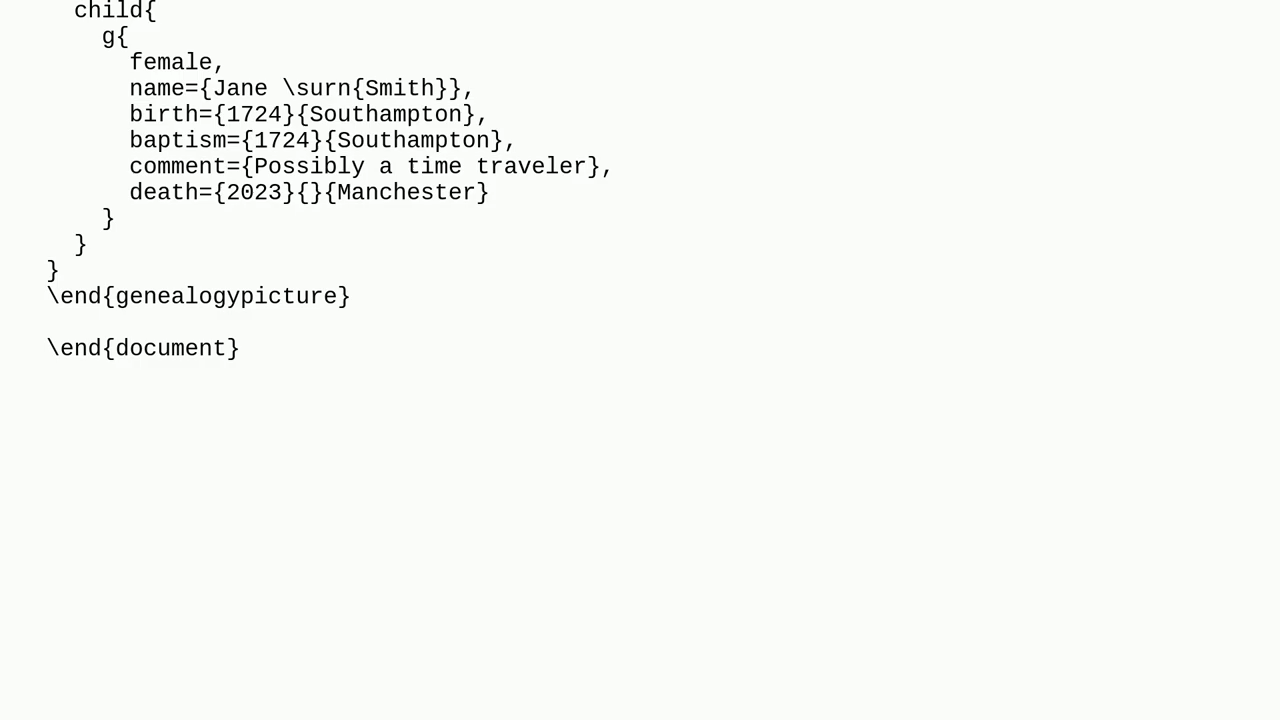 child{
g{
female,
name={Jane \surn{Smith}},
birth={1724}{Southampton},
baptism={1724}{Southampton},
comment={Possibly a time traveler},
death={2023}{}{Manchester}
}
}
}
\end{genealogypicture}
\end{document}